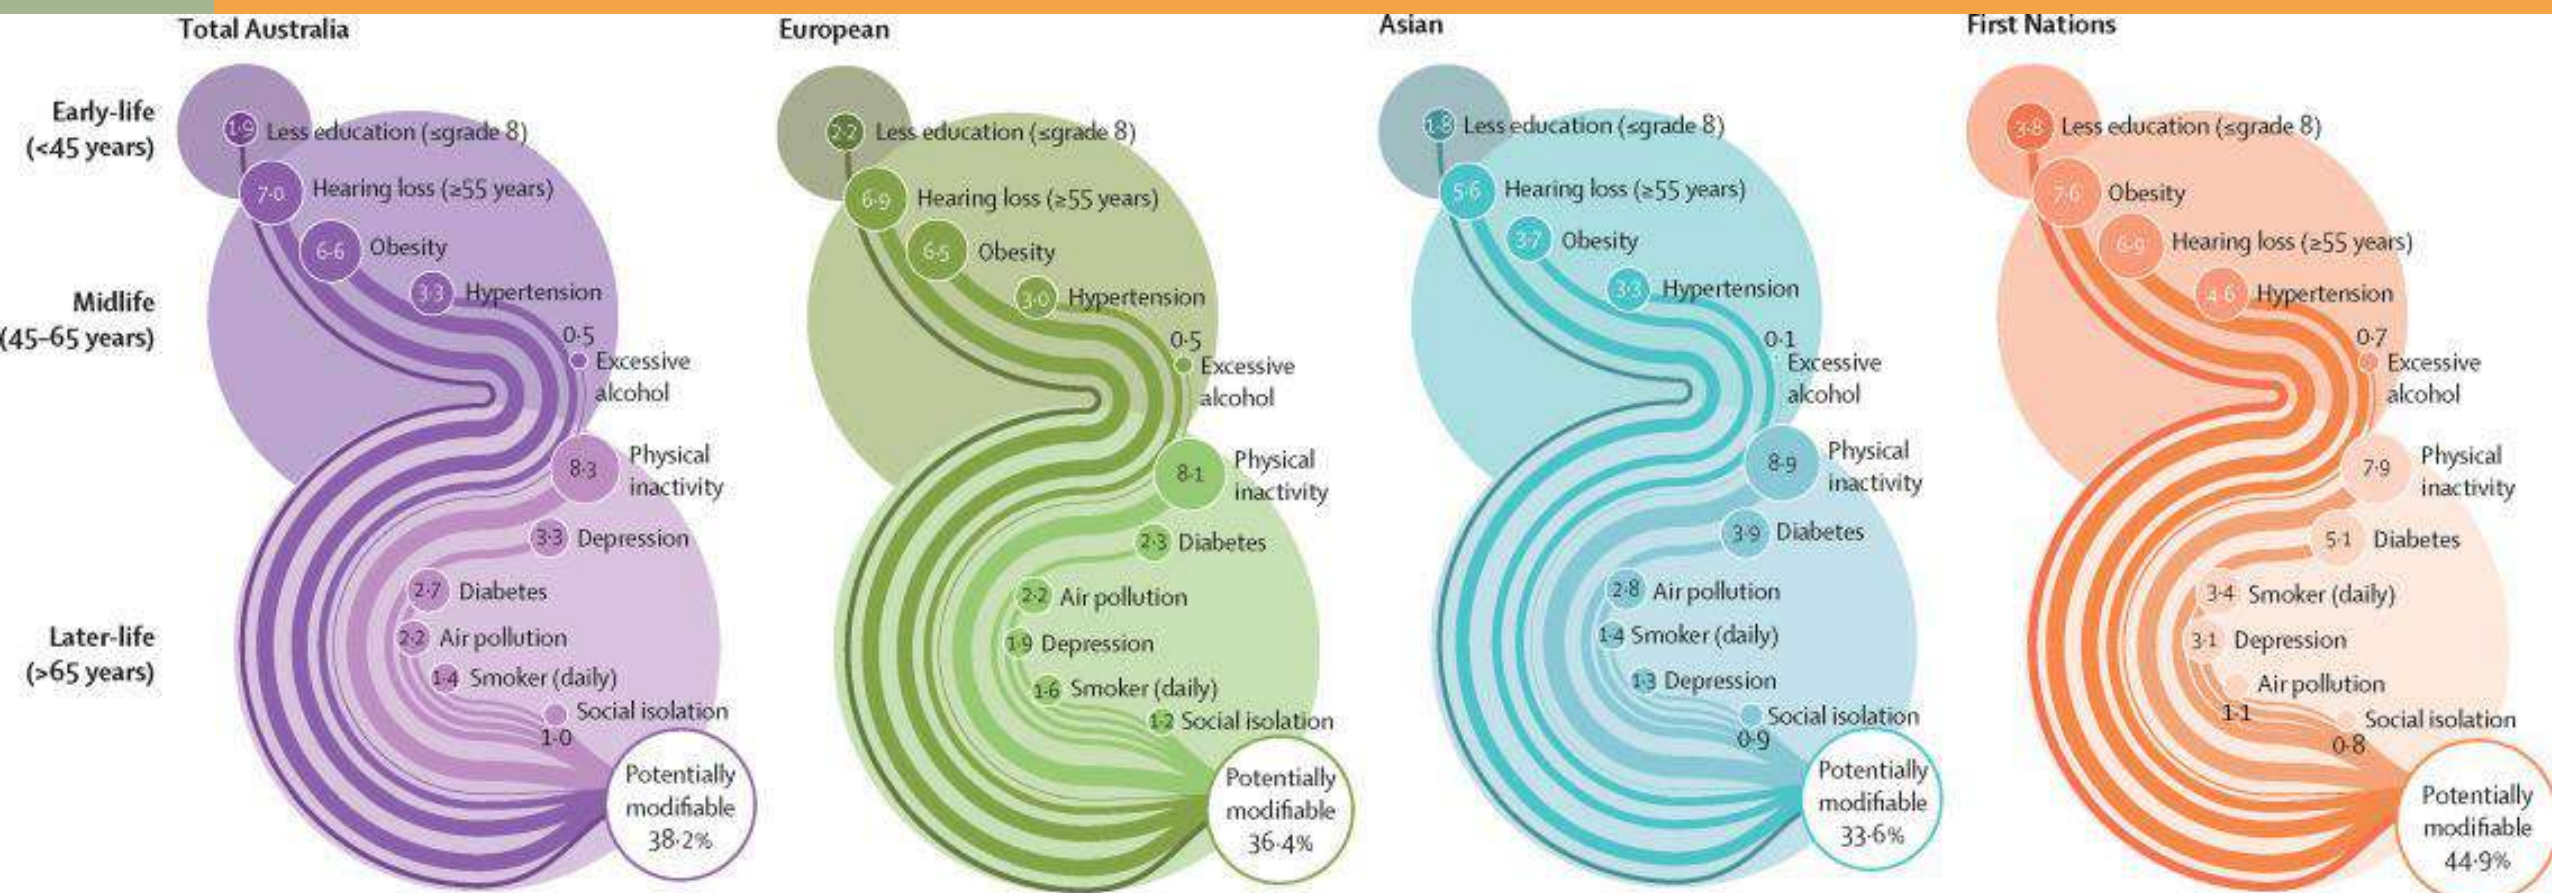 Total Australia
Early-life
(<45 years)
Midlife
(45–65 years)
Later-life
(>65 years)
1·9 Less education (≤grade 8)
7·0 Hearing loss (≥55 years)
6·6 Obesity
3·3 Hypertension
0·5
Excessive
alcohol
8·3
Physical
inactivity
3·3 Depression
2·7 Diabetes
2·2 Air pollution
1·4 Smoker (daily)
Social isolation
1·0
Potentially
modifiable
38·2%
European
2·2 Less education (≤grade 8)
6·9 Hearing loss (≥55 years)
6·5 Obesity
3·0 Hypertension
0·5
Excessive
alcohol
8·1
Physical
inactivity
2·3 Diabetes
2·2 Air pollution
1·9 Depression
1·6 Smoker (daily)
1·2 Social isolation
Potentially
modifiable
36·4%
Asian
1·8 Less education (≤grade 8)
5·6 Hearing loss (≥55 years)
3·7 Obesity
3·3 Hypertension
0·1
Excessive
alcohol
8·9
Physical
inactivity
3·9 Diabetes
2·8 Air pollution
1·4 Smoker (daily)
1·3 Depression
Social isolation
0·9
Potentially
modifiable
33·6%
First Nations
3·8 Less education (≤grade 8)
7·6 Obesity
6·9 Hearing loss (≥55 years)
4·6 Hypertension
0·7
Excessive
alcohol
7·9
Physical
inactivity
5·1 Diabetes
3·4 Smoker (daily)
3·1 Depression
Air pollution
1·1
Social isolation
0·8
Potentially
modifiable
44·9%